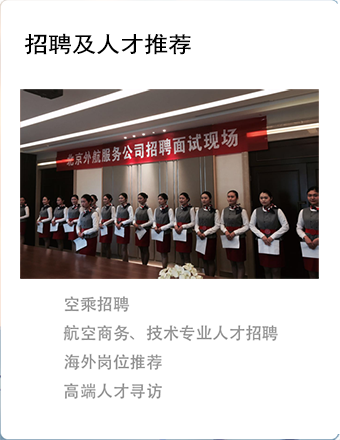 招聘及人才推荐
北京外航服务公司招聘面试现场
空乘招聘
航空商务、技术专业人才招聘
海外岗位推荐
高端人才寻访